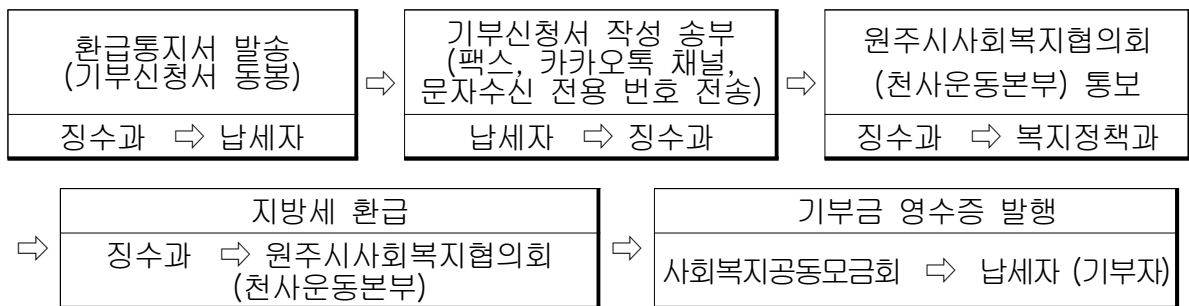 환급통지서 발송
(기부신청서 동봉)
징수과 ⇨ 납세자
⇨
기부신청서 작성 송부
(팩스, 카카오톡 채널,
문자수신 전용 번호 전송)
납세자 ⇨ 징수과
⇨
원주시사회복지협의회
(천사운동본부) 통보
징수과 ⇨ 복지정책과
⇨
지방세 환급
징수과 ⇨ 원주시사회복지협의회
(천사운동본부)
⇨
기부금 영수증 발행
사회복지공동모금회 ⇨ 납세자 (기부자)